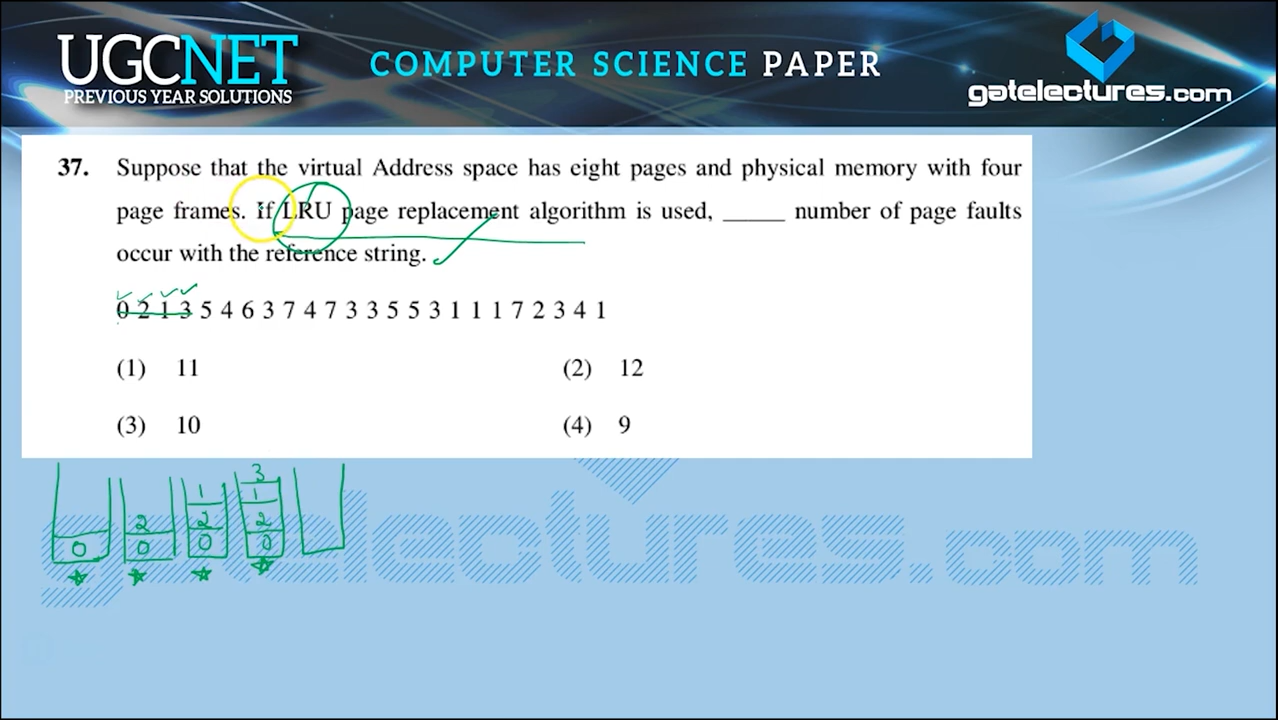 UGCNET
PREVIOUS YEAR SOLUTIONS
COMPUTER SCIENCE PAPER
gatelectures.com
37. Suppose that the virtual Address space has eight pages and physical memory with four
page frames. If LRU page replacement algorithm is used, _____ number of page faults
occur with the reference string.
0 2 1 3 5 4 6 3 7 4 7 3 3 5 5 3 1 1 1 7 2 3 4 1
(1) 11 (2) 12
(3) 10 (4) 9
3
1 1
2 2 2
0 0 0 0
gatelectures.com